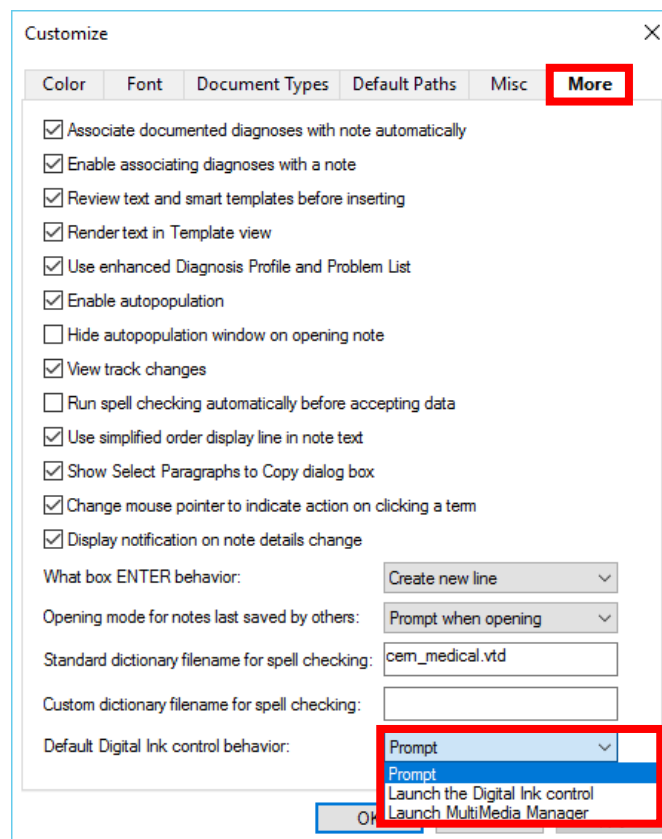 Customize
Color Font Document Types Default Paths Misc More
Associate documented diagnoses with note automatically
Enable associating diagnoses with a note
Review text and smart templates before inserting
Render text in Template view
Use enhanced Diagnosis Profile and Problem List
Enable autopopulation
Hide autopopulation window on opening note
View track changes
Run spell checking automatically before accepting data
Use simplified order display line in note text
Show Select Paragraphs to Copy dialog box
Change mouse pointer to indicate action on clicking a term
Display notification on note details change
What box ENTER behavior: Create new line
Opening mode for notes last saved by others: Prompt when opening
Standard dictionary filename for spell checking: cern_medical.vtd
Custom dictionary filename for spell checking:
Default Digital Ink control behavior: Prompt
Prompt
Launch the Digital Ink control
Launch MultiMedia Manager